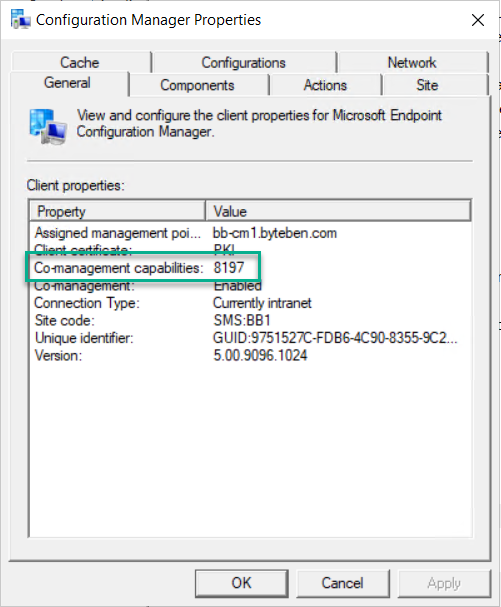 Configuration Manager Properties
Cache Configurations Network
General Components Actions Site
View and configure the client properties for Microsoft Endpoint
Configuration Manager.
Client properties:
Property Value
Assigned management poi... bb-cm1.byteben.com
Client certificate: PKI
Co-management capabilities: 8197
Co-management: Enabled
Connection Type: Currently intranet
Site code: SMS:BB1
Unique identifier: GUID:9751527C-FDB6-4C90-8355-9C2...
Version: 5.00.9096.1024
OK Cancel Apply